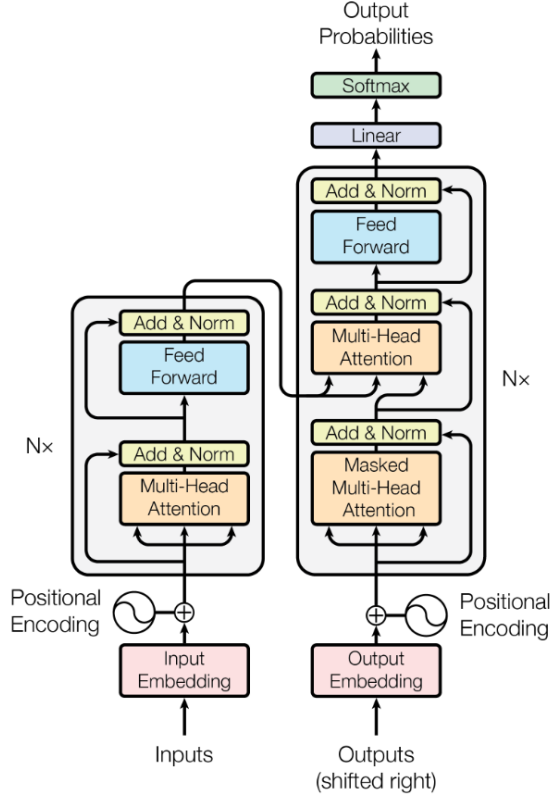 Output
Probabilities
Softmax
Linear
Add & Norm
Feed
Forward
Add & Norm
Multi-Head
Attention
Add & Norm
Masked
Multi-Head
Attention
N×
Add & Norm
Feed
Forward
Add & Norm
Multi-Head
Attention
N×
Positional
Encoding
Positional
Encoding
Input
Embedding
Output
Embedding
Inputs
Outputs
(shifted right)